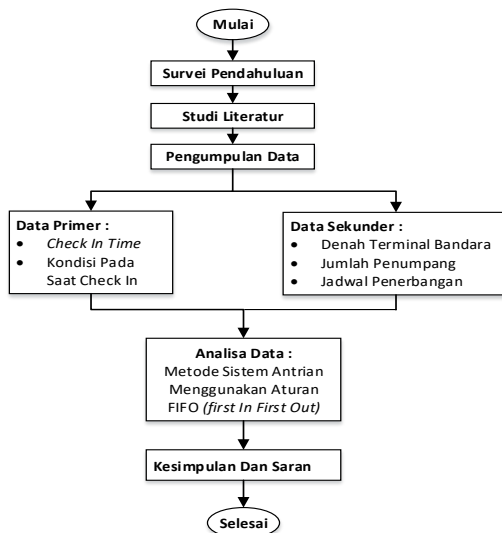 Mulai
Survei Pendahuluan
Studi Literatur
Pengumpulan Data
Data Primer :
• Check In Time
• Kondisi Pada
Saat Check In
Data Sekunder :
• Denah Terminal Bandara
• Jumlah Penumpang
• Jadwal Penerbangan
Analisa Data :
Metode Sistem Antrian
Menggunakan Aturan
FIFO (first In First Out)
Kesimpulan Dan Saran
Selesai